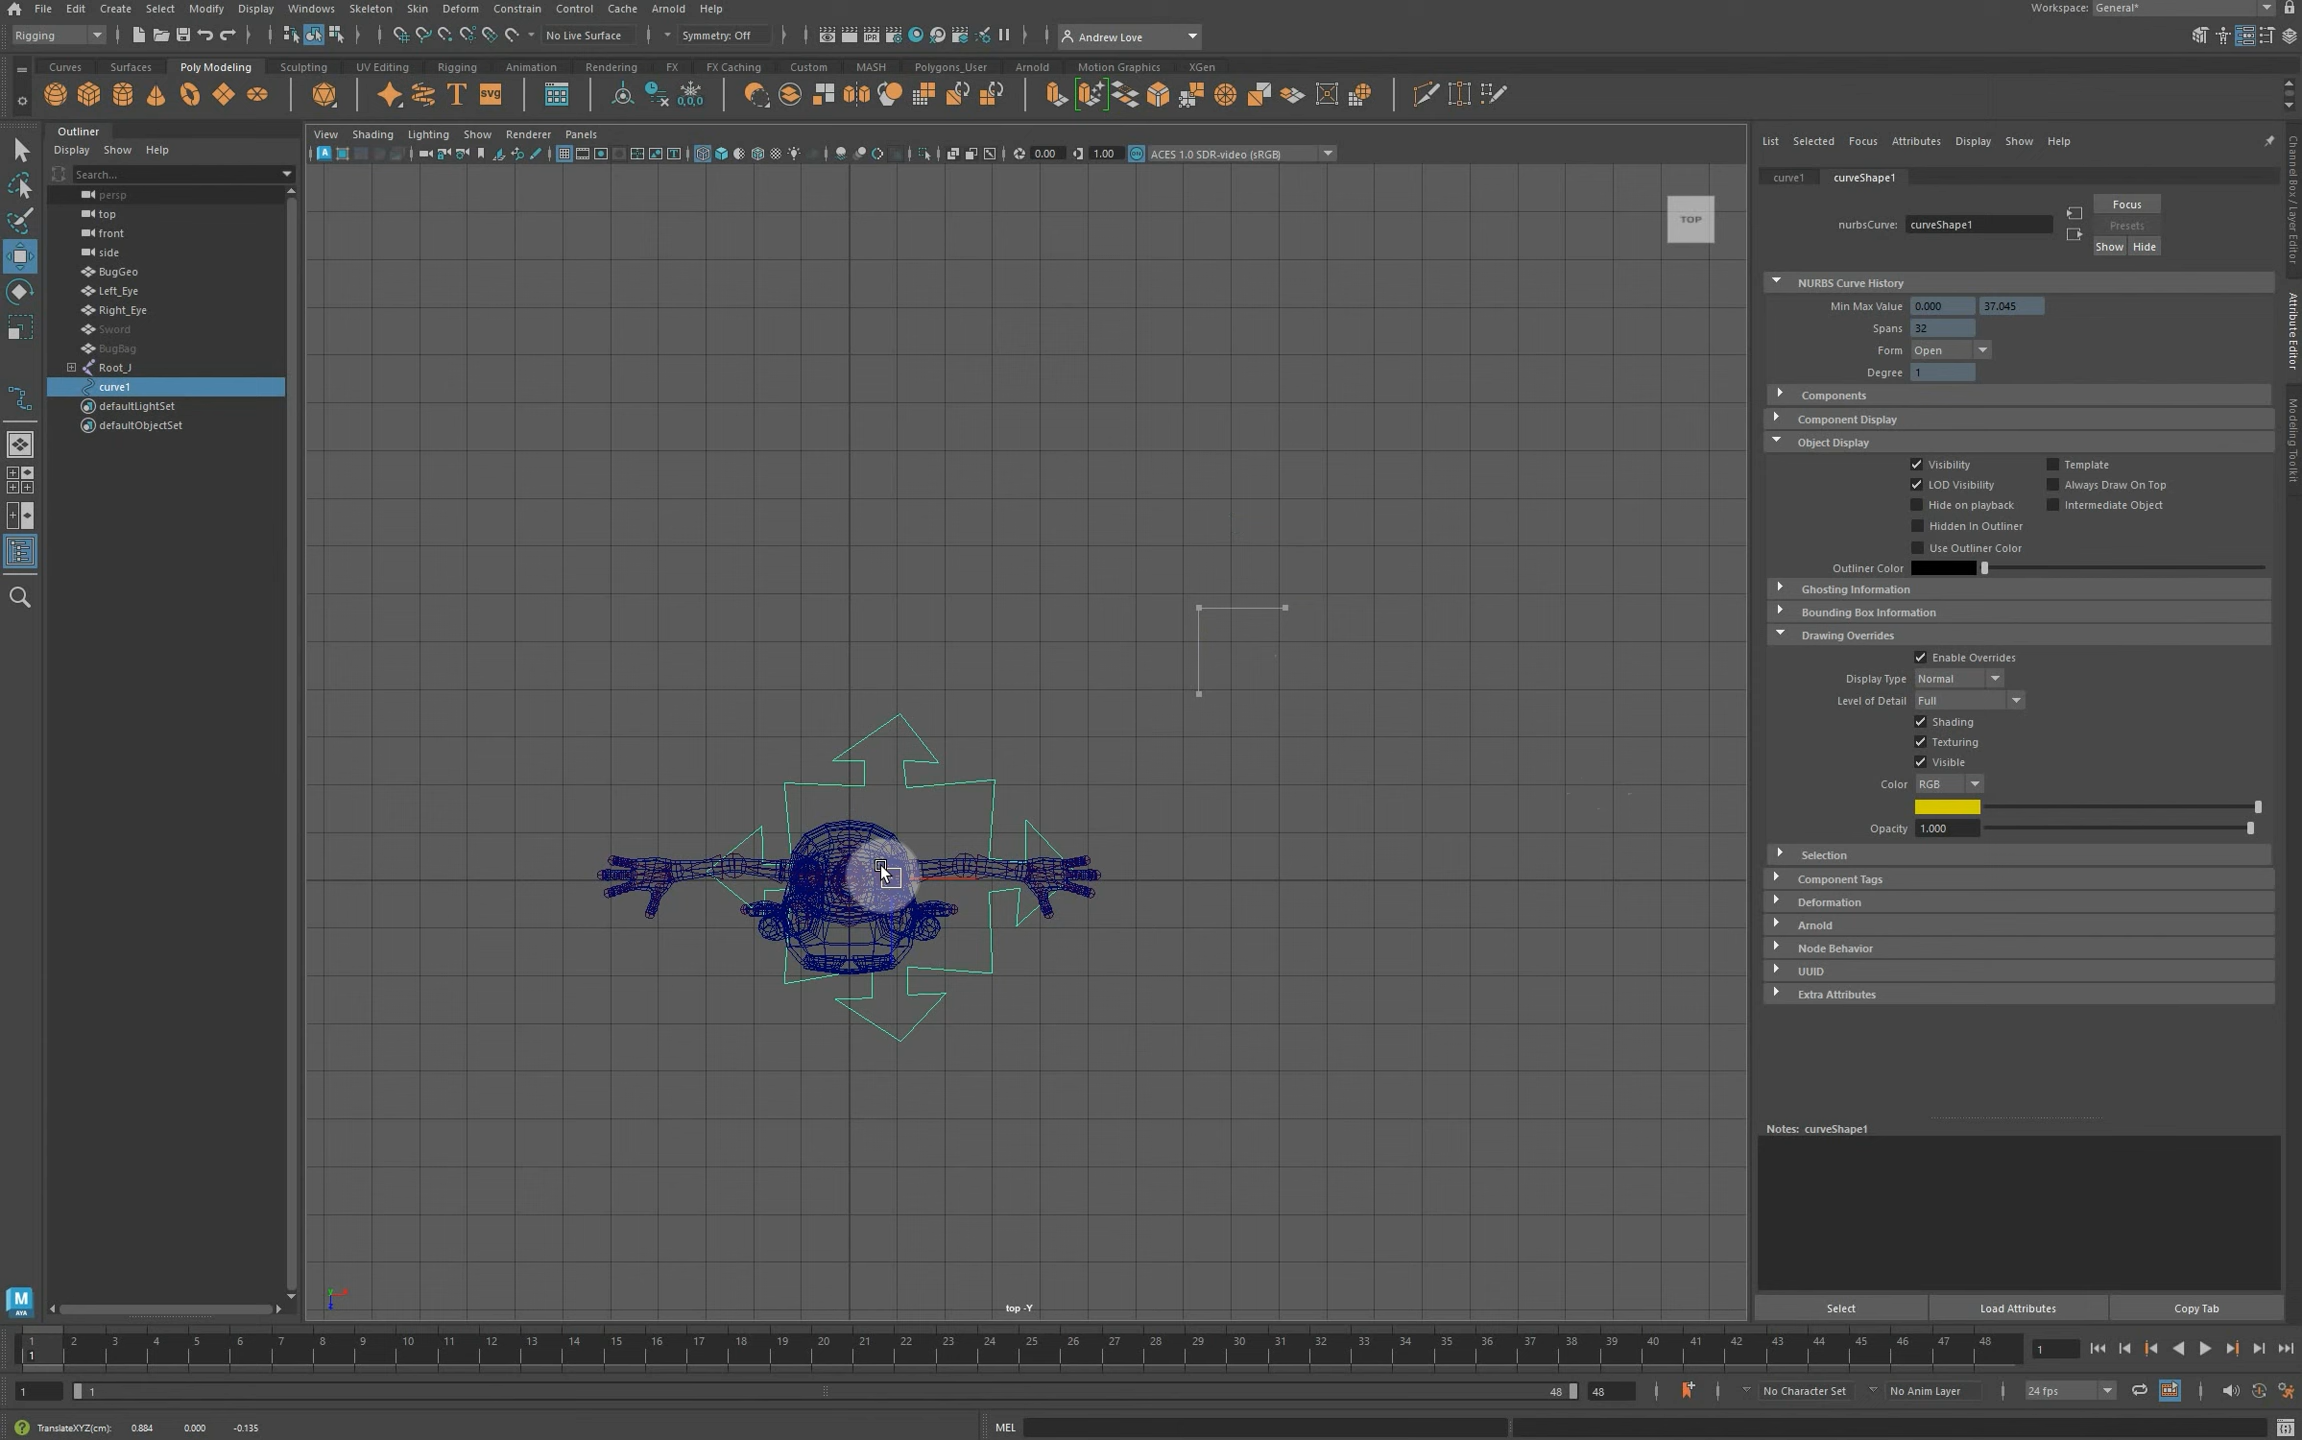 File Edit Create Select Modify Display Windows Skeleton Skin Deform Constrain Control Cache Arnold Help
Workspace: General*
Rigging
No Live Surface
Symmetry: Off
IPR
Andrew Love
Curves Surfaces Poly Modeling Sculpting UV Editing Rigging Animation Rendering FX FX Caching Custom MASH Polygons_User Arnold Motion Graphics XGen
T SVG
Outliner
Display Show Help
Search...
persp
top
front
side
BugGeo
Left_Eye
Right_Eye
Sword
BugBag
Root_J
curve1
defaultLightSet
defaultObjectSet
View Shading Lighting Show Renderer Panels
0.00 1.00 ACES 1.0 SDR-video (sRGB)
TOP
top -Y
List Selected Focus Attributes Display Show Help
curve1 curveShape1
nurbsCurve: curveShape1
Focus
Presets
Show Hide
NURBS Curve History
Min Max Value 0.000 37.045
Spans 32
Form Open
Degree 1
Components
Component Display
Object Display
Visibility Template
LOD Visibility Always Draw On Top
Hide on playback Intermediate Object
Hidden In Outliner
Use Outliner Color
Outliner Color
Ghosting Information
Bounding Box Information
Drawing Overrides
Enable Overrides
Display Type Normal
Level of Detail Full
Shading
Texturing
Visible
Color RGB
Opacity 1.000
Selection
Component Tags
Deformation
Arnold
Node Behavior
UUID
Extra Attributes
Notes: curveShape1
Select Load Attributes Copy Tab
Channel Box / Layer Editor
Attribute Editor
Modeling Toolkit
M
AYA
1 2 3 4 5 6 7 8 9 10 11 12 13 14 15 16 17 18 19 20 21 22 23 24 25 26 27 28 29 30 31 32 33 34 35 36 37 38 39 40 41 42 43 44 45 46 47 48
1
1
1 1 48 48
No Character Set No Anim Layer 24 fps
TranslateXYZ(cm): 0.884 0.000 -0.135
MEL